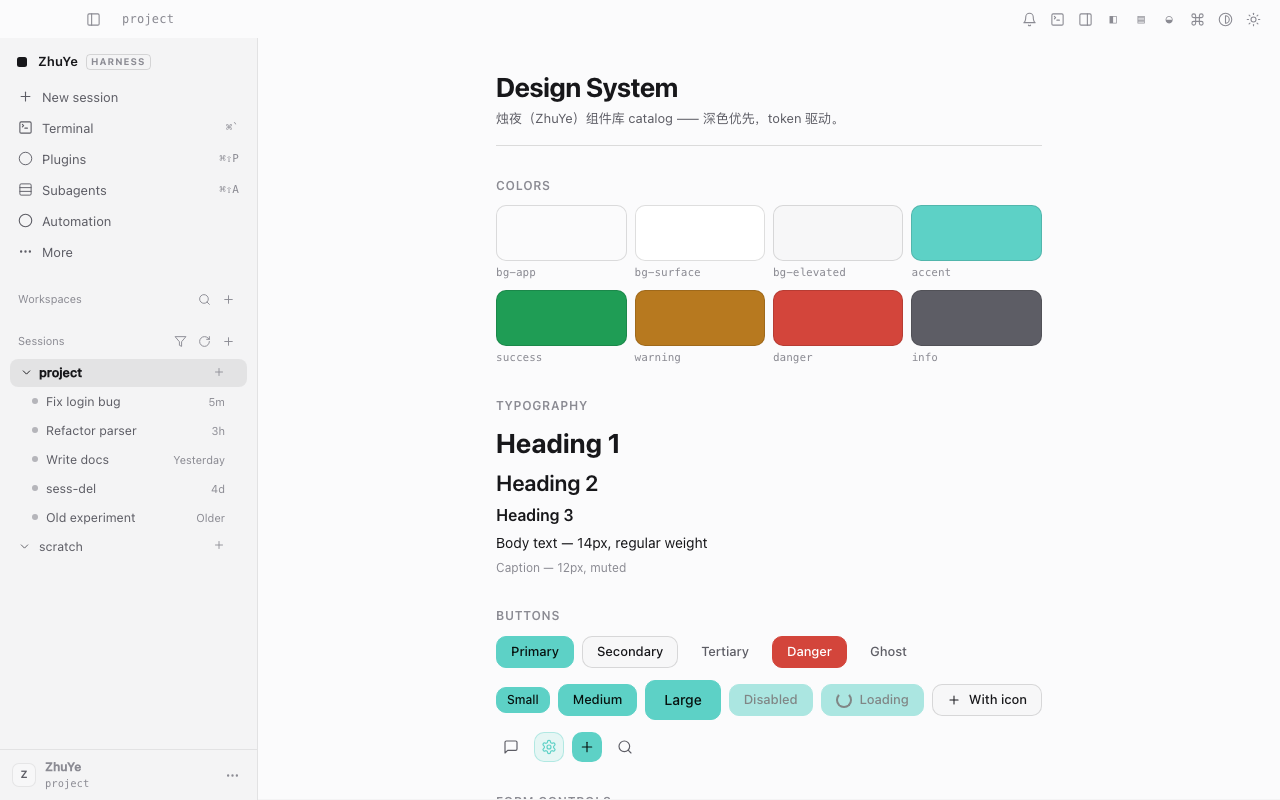 project
ZhuYe HARNESS
New session
Terminal ⌘`
Plugins ⌘⇧P
Subagents ⌘⇧A
Automation
More
Workspaces
Sessions
project
Fix login bug 5m
Refactor parser 3h
Write docs Yesterday
sess-del 4d
Old experiment Older
scratch
Z
ZhuYe
project
Design System
烛夜（ZhuYe）组件库 catalog —— 深色优先，token 驱动。
COLORS
bg-app bg-surface bg-elevated accent
success warning danger info
TYPOGRAPHY
Heading 1
Heading 2
Heading 3
Body text — 14px, regular weight
Caption — 12px, muted
BUTTONS
Primary Secondary Tertiary Danger Ghost
Small Medium Large Disabled Loading With icon
FORM CONTROLS